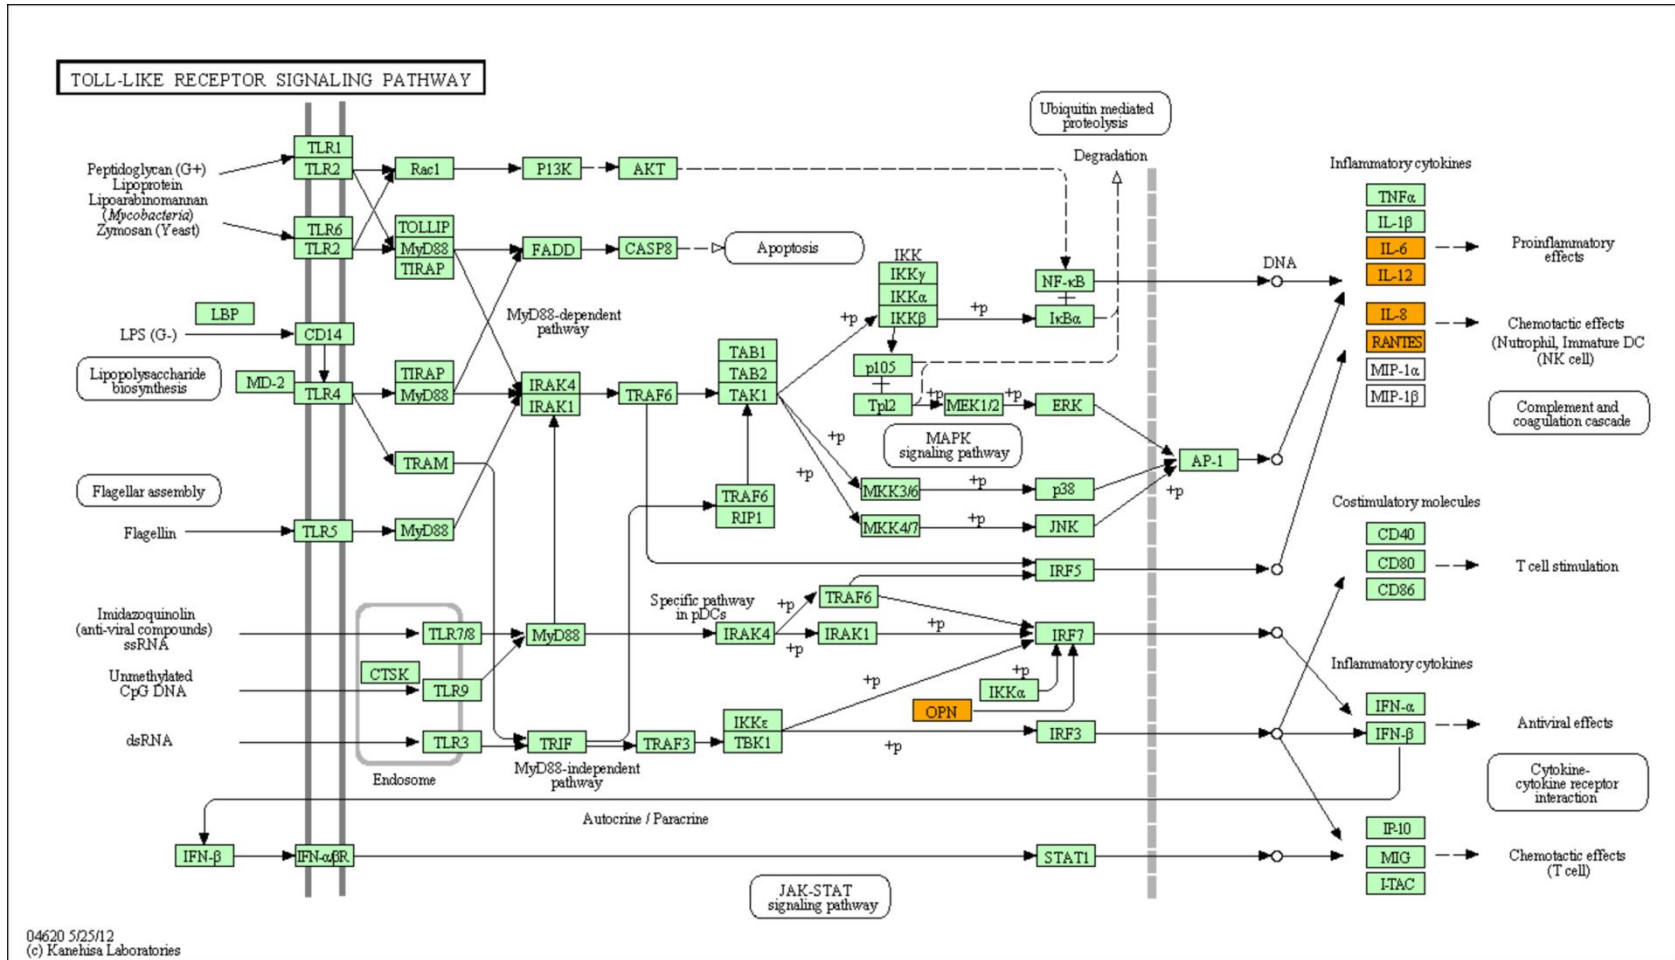 TOLL-LIKE RECEPTOR SIGNALING PATHWAY
Ubiquitin mediated
proteolysis
Degradation
Inflammatory cytokines
TLR1
TLR2
Rac1
P13K
AKT
Peptidoglycan (G+)
Lipoprotein
Lipoarabinomannan
(Mycobacteria)
Zymosan (Yeast)
TNFα
IL-1β
IL-6
IL-12
Proinflammatory
effects
TLR6
TLR2
TOLLIP
MyD88
TIRAP
FADD
CASP8
Apoptosis
IKK
IKKγ
IKKα
IKKβ
NF-κB
IκBα
DNA
+p
+p
LBP
LPS (G-)
CD14
MyD88-dependent
pathway
IL-8
RANTES
MIP-1α
MIP-1β
Chemotactic effects
(Nutrophil, Immature DC
(NK cell)
Lipopolysaccharide
biosynthesis
MD-2
TLR4
TIRAP
MyD88
IRAK4
IRAK1
TRAF6
TAB1
TAB2
TAK1
p105
Tpl2
+p
MEK1/2
+p
ERK
Complement and
coagulation cascade
MAPK
signaling pathway
+p
+p
TRAM
AP-1
+p
Flagellar assembly
TRAF6
RIP1
MKK3/6
+p
p38
MKK4/7
+p
JNK
Costimulatory molecules
CD40
CD80
CD86
T cell stimulation
Flagellin
TLR5
MyD88
IRF5
TRAF6
Specific pathway
in pDCs
+p
Imidazoquinolin
(anti-viral compounds)
ssRNA
TLR7/8
MyD88
IRAK4
+p
IRAK1
+p
IRF7
Unmethylated
CpG DNA
CTSK
TLR9
+p
IKKα
+p
OPN
Inflammatory cytokines
IFN-α
IFN-β
Antiviral effects
dsRNA
TLR3
TRIF
TRAF3
IKKε
TBK1
+p
IRF3
Endosome
MyD88-independent
pathway
Cytokine-
cytokine receptor
interaction
Autocrine / Paracrine
IFN-β
IFN-α/βR
STAT1
IP-10
MIG
I-TAC
Chemotactic effects
(T cell)
JAK-STAT
signaling pathway
04620 5/25/12
(c) Kanehisa Laboratories